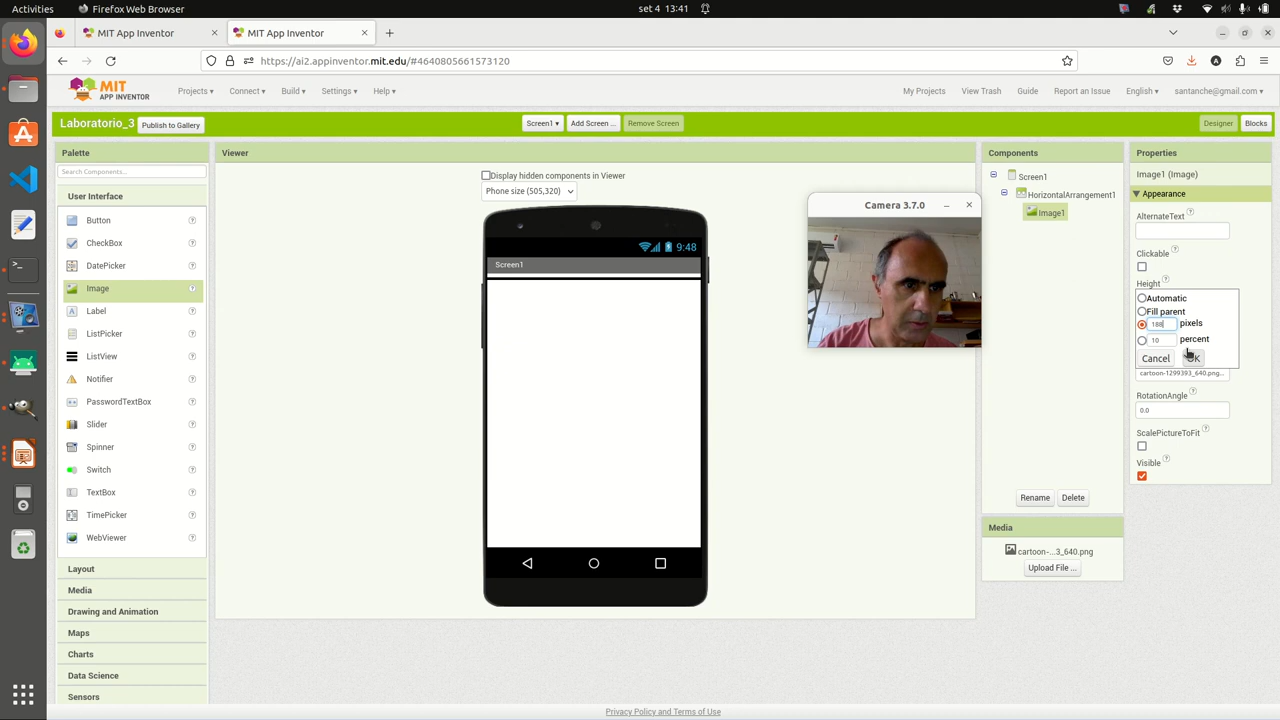 Activities
Firefox Web Browser
set 4 13:41
MIT App Inventor
MIT App Inventor
https://ai2.appinventor.mit.edu/#4640805661573120
MIT
APP INVENTOR
Projects ▾
Connect ▾
Build ▾
Settings ▾
Help ▾
My Projects
View Trash
Guide
Report an Issue
English ▾
santanche@gmail.com ▾
Laboratorio_3
Publish to Gallery
Screen1 ▾
Add Screen ...
Remove Screen
Designer
Blocks
Palette
Search Components...
User Interface
Button
CheckBox
DatePicker
Image
Label
ListPicker
ListView
Notifier
PasswordTextBox
Slider
Spinner
Switch
TextBox
TimePicker
WebViewer
Layout
Media
Drawing and Animation
Maps
Charts
Data Science
Sensors
Viewer
Display hidden components in Viewer
Phone size (505,320)
9:48
Screen1
Camera 3.7.0
Components
Screen1
HorizontalArrangement1
Image1
Rename
Delete
Media
cartoon-...3_640.png
Upload File ...
Properties
Image1 (Image)
Appearance
AlternateText
Clickable
Height
Automatic
Fill parent
188 pixels
10 percent
Cancel
OK
cartoon-1299393_640.png...
RotationAngle
0.0
ScalePictureToFit
Visible
Privacy Policy and Terms of Use